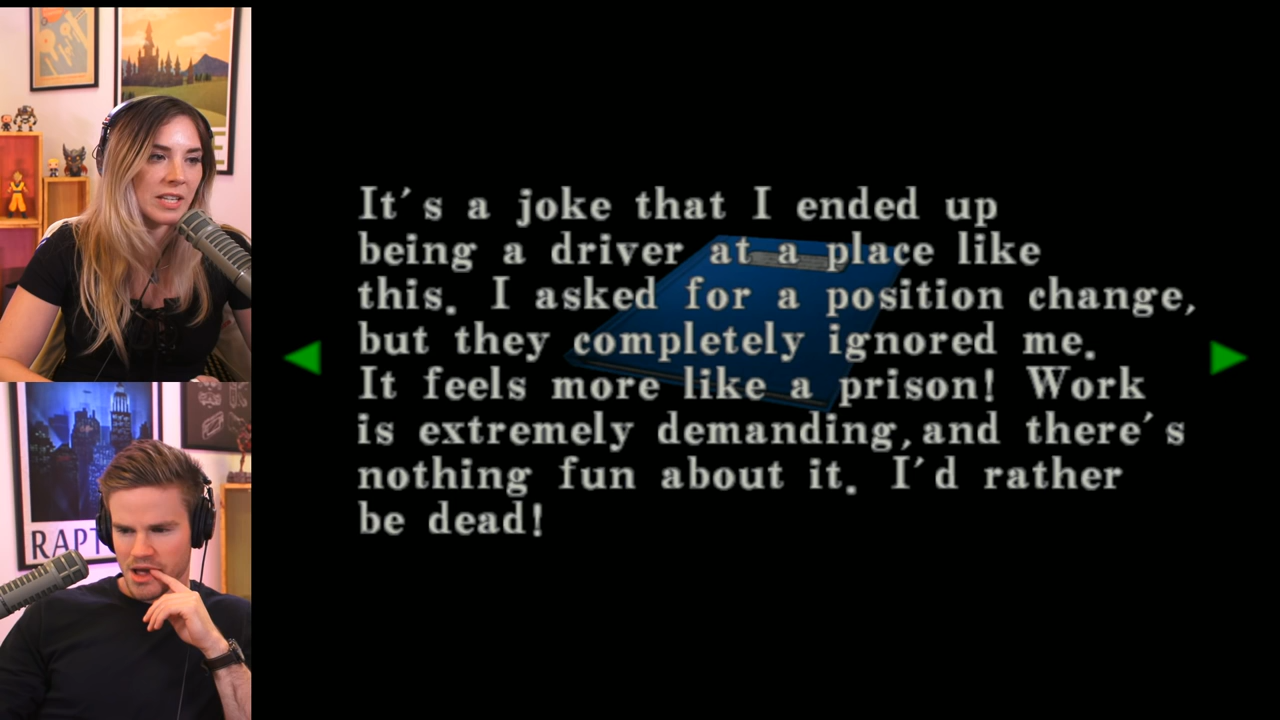 It's a joke that I ended up
being a driver at a place like
this. I asked for a position change,
but they completely ignored me.
It feels more like a prison! Work
is extremely demanding,and there's
nothing fun about it. I'd rather
be dead!
RAPT